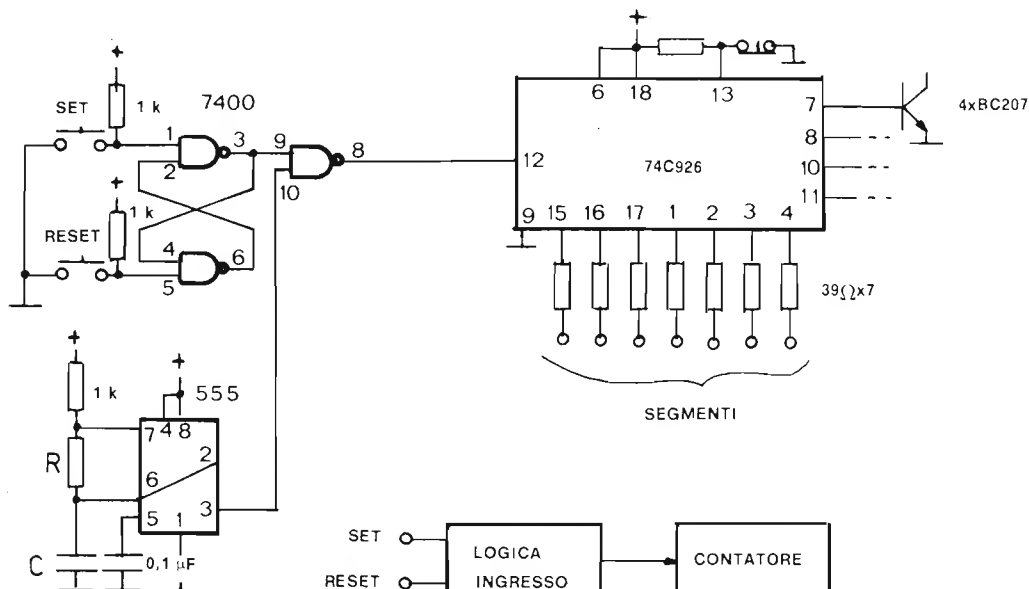 +
SET
1 k
7400
1
2
3
9
10
8
RESET
1 k
4
5
6
+
6
18
13
7
8
10
11
12
74C926
9
15
16
17
1
2
3
4
4xBC207
39Ωx7
SEGMENTI
+
+
1 k
555
R
7
4
8
6
2
5
1
3
C
0,1 µF
SET
RESET
LOGICA
INGRESSO
CONTATORE